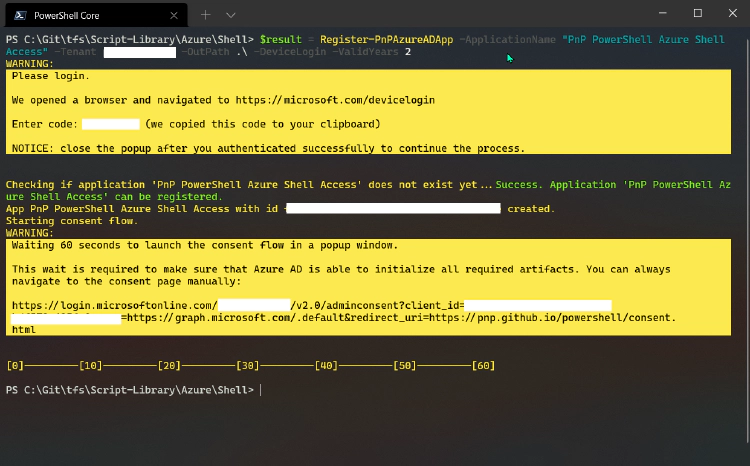 PowerShell Core
PS C:\Git\tfs\Script-Library\Azure\Shell> $result = Register-PnPAzureADApp -ApplicationName "PnP PowerShell Azure Shell
Access" -Tenant -OutPath .\ -DeviceLogin -ValidYears 2
WARNING:
Please login.
We opened a browser and navigated to https://microsoft.com/devicelogin
Enter code: (we copied this code to your clipboard)
NOTICE: close the popup after you authenticated successfully to continue the process.
Checking if application 'PnP PowerShell Azure Shell Access' does not exist yet...Success. Application 'PnP PowerShell Az
ure Shell Access' can be registered.
App PnP PowerShell Azure Shell Access with id created.
Starting consent flow.
WARNING:
Waiting 60 seconds to launch the consent flow in a popup window.
This wait is required to make sure that Azure AD is able to initialize all required artifacts. You can always
navigate to the consent page manually:
https://login.microsoftonline.com/ /v2.0/adminconsent?client_id=
=https://graph.microsoft.com/.default&redirect_uri=https://pnp.github.io/powershell/consent.
html
[0]---------[10]---------[20]---------[30]---------[40]---------[50]---------[60]
PS C:\Git\tfs\Script-Library\Azure\Shell>